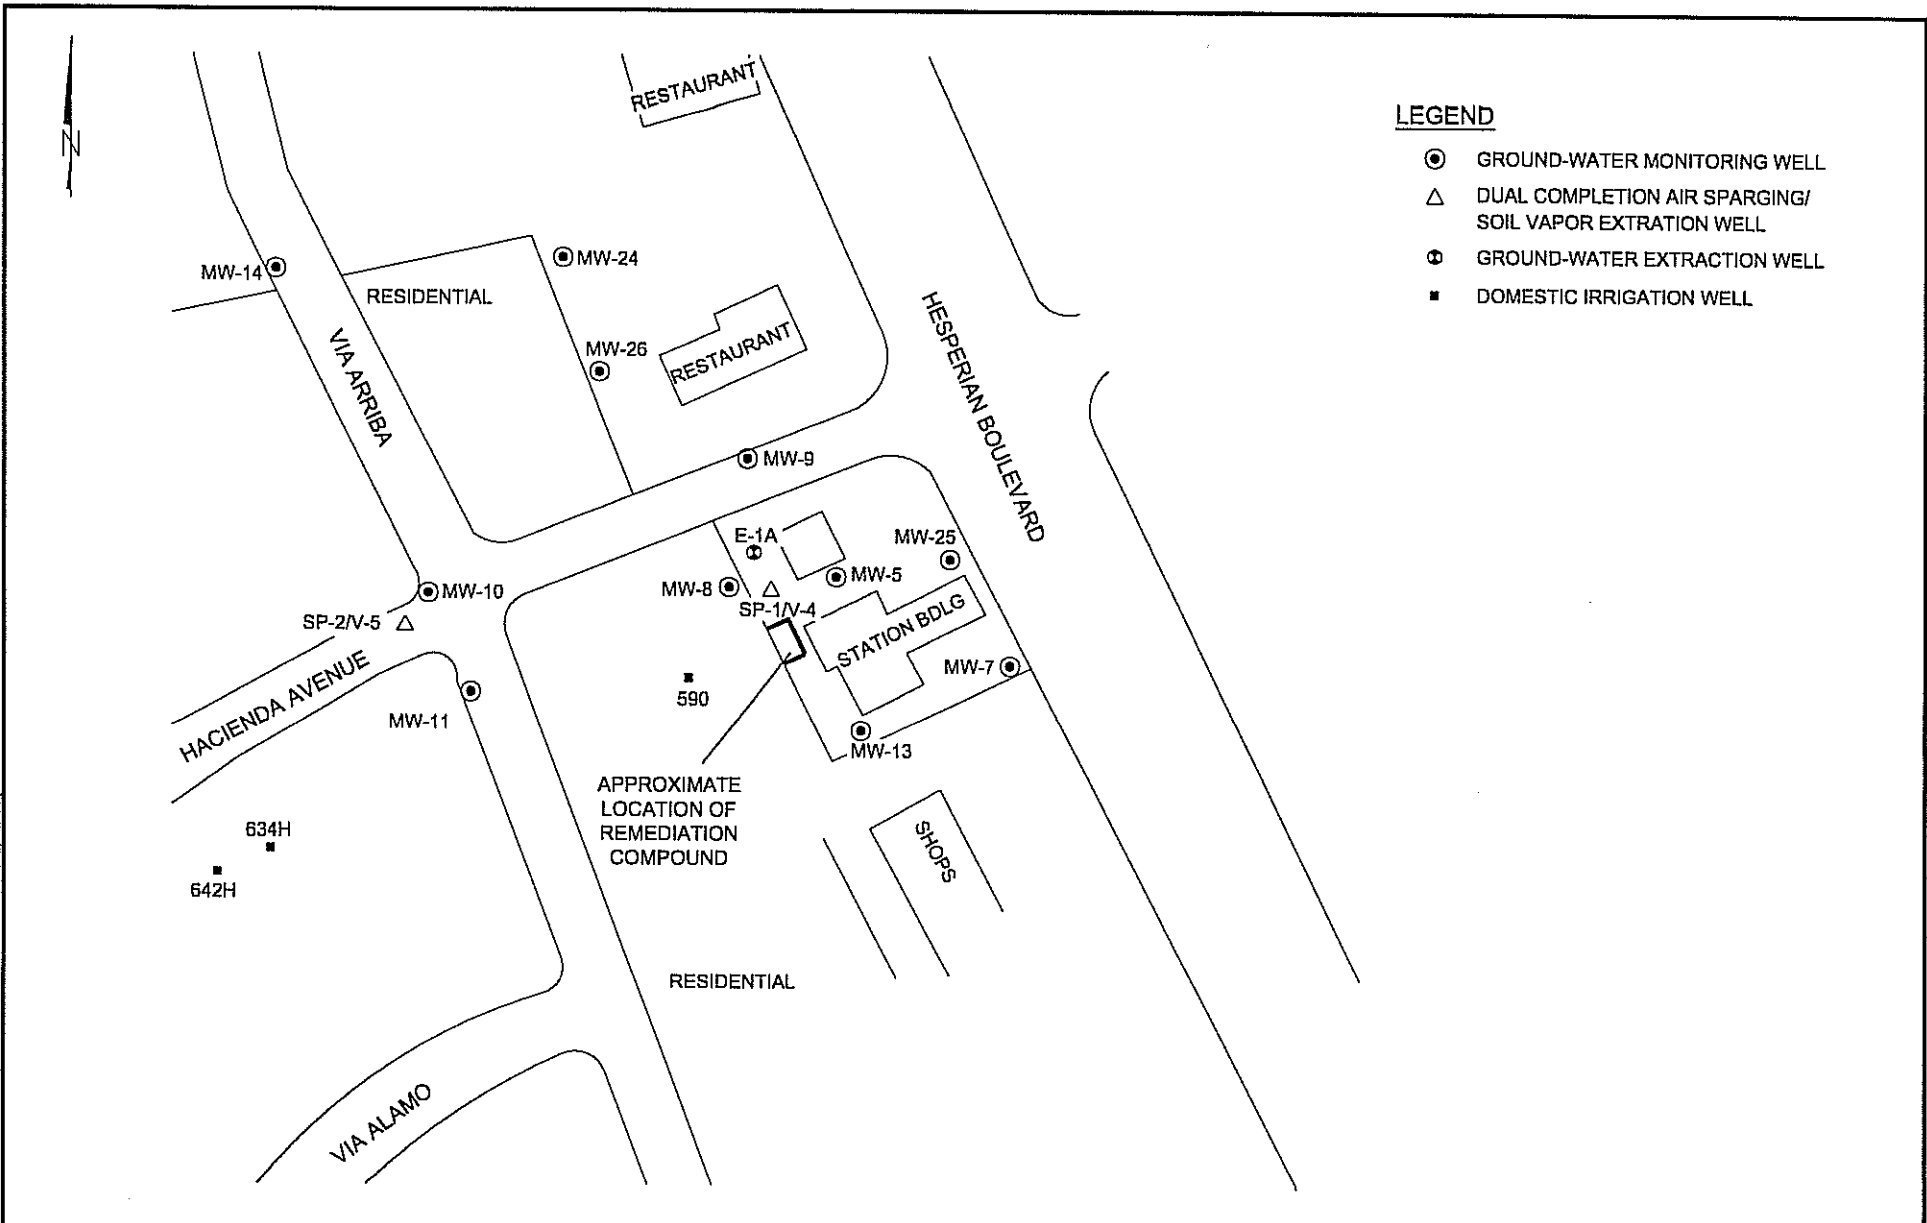 N
RESTAURANT
LEGEND
GROUND-WATER MONITORING WELL
DUAL COMPLETION AIR SPARGING/
SOIL VAPOR EXTRATION WELL
GROUND-WATER EXTRACTION WELL
DOMESTIC IRRIGATION WELL
MW-14
MW-24
RESIDENTIAL
VIA ARRIBA
MW-26
RESTAURANT
HESPERIAN BOULEVARD
MW-9
E-1A
MW-25
MW-8
MW-5
MW-10
SP-1/V-4
SP-2/V-5
STATION BDLG
HACIENDA AVENUE
MW-7
590
MW-11
MW-13
APPROXIMATE
LOCATION OF
REMEDIATION
COMPOUND
634H
642H
SHOPS
RESIDENTIAL
VIA ALAMO